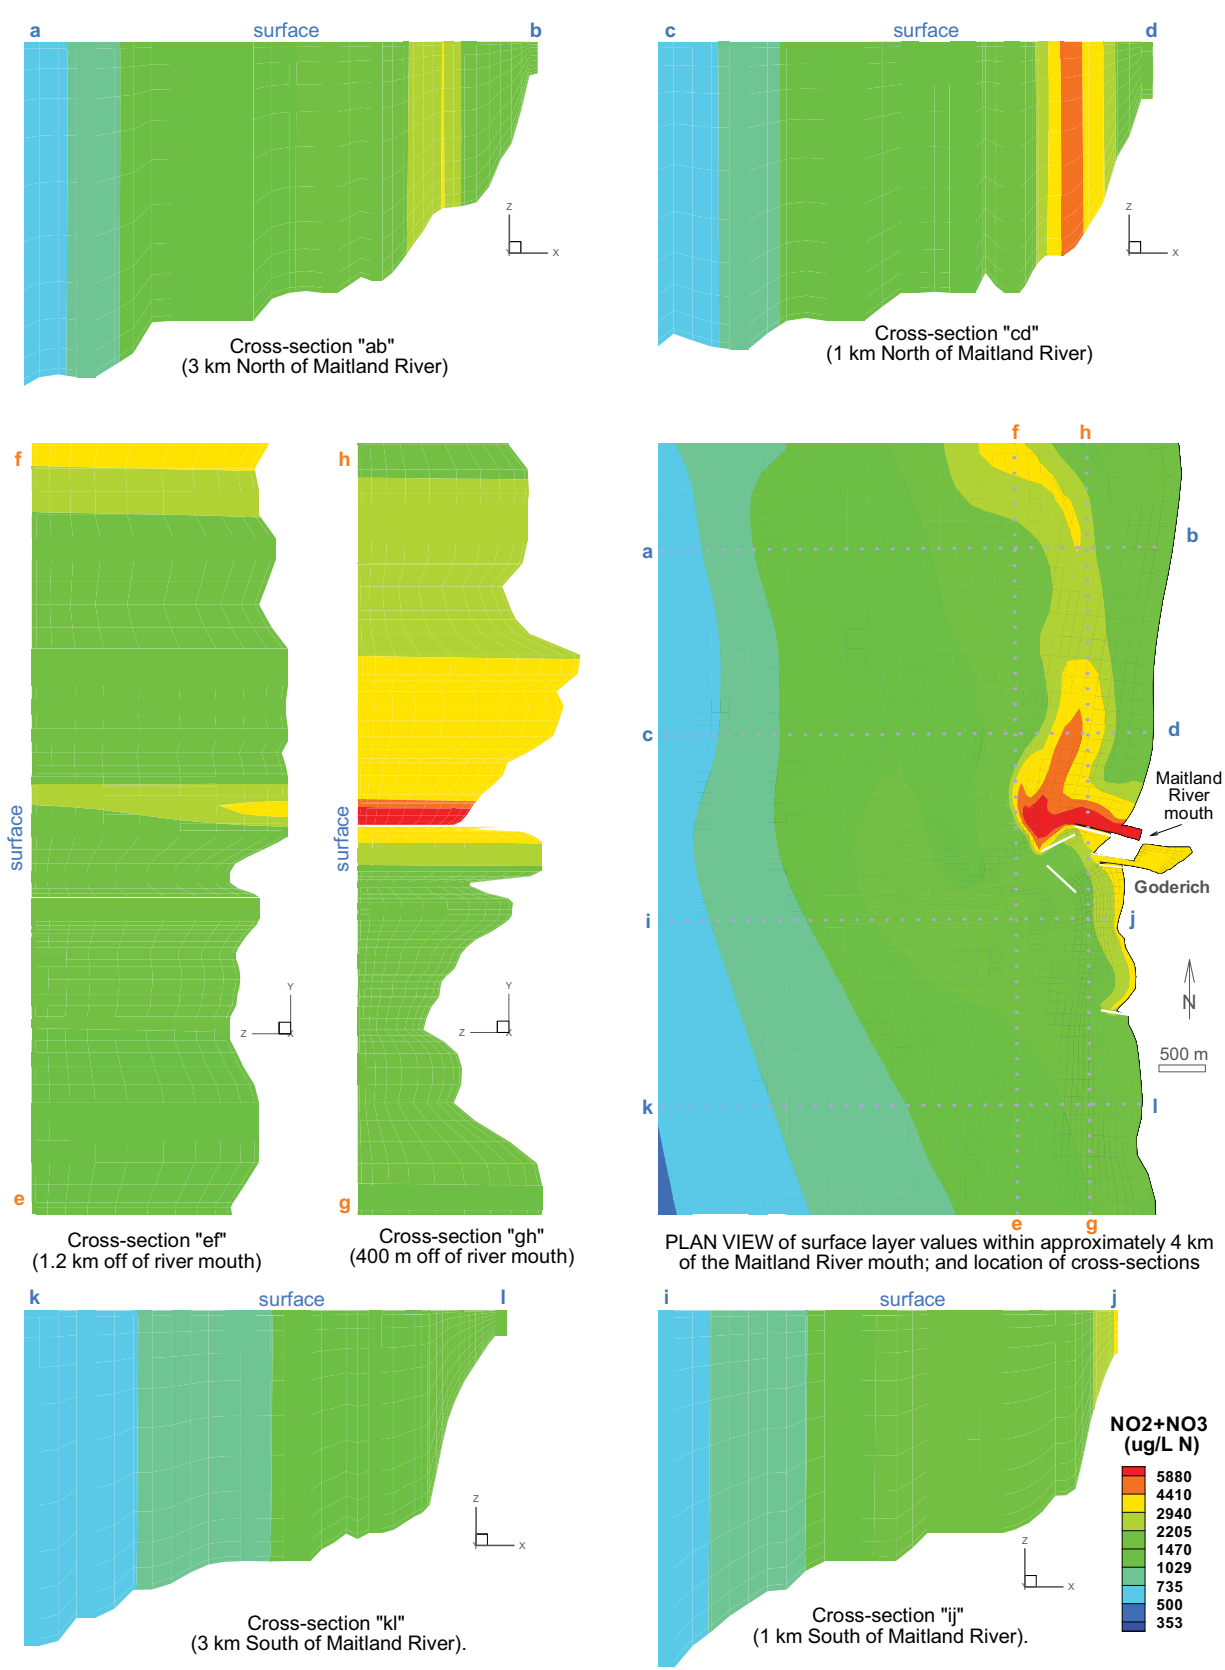 a surface b
c surface d
Z
X
Z
X
Cross-section "ab"
(3 km North of Maitland River)
Cross-section "cd"
(1 km North of Maitland River)
f
surface
e
Y
Z
X
Cross-section "ef"
(1.2 km off of river mouth)
h
surface
g
Y
Z
X
Cross-section "gh"
(400 m off of river mouth)
f h
a b
c d
Maitland
River
mouth
Goderich
i j
N
500 m
k l
e g
PLAN VIEW of surface layer values within approximately 4 km
of the Maitland River mouth; and location of cross-sections
k surface l
Z
X
Cross-section "kl"
(3 km South of Maitland River).
i surface j
Z
X
Cross-section "ij"
(1 km South of Maitland River).
NO2+NO3
(ug/L N)
5880
4410
2940
2205
1470
1029
735
500
353